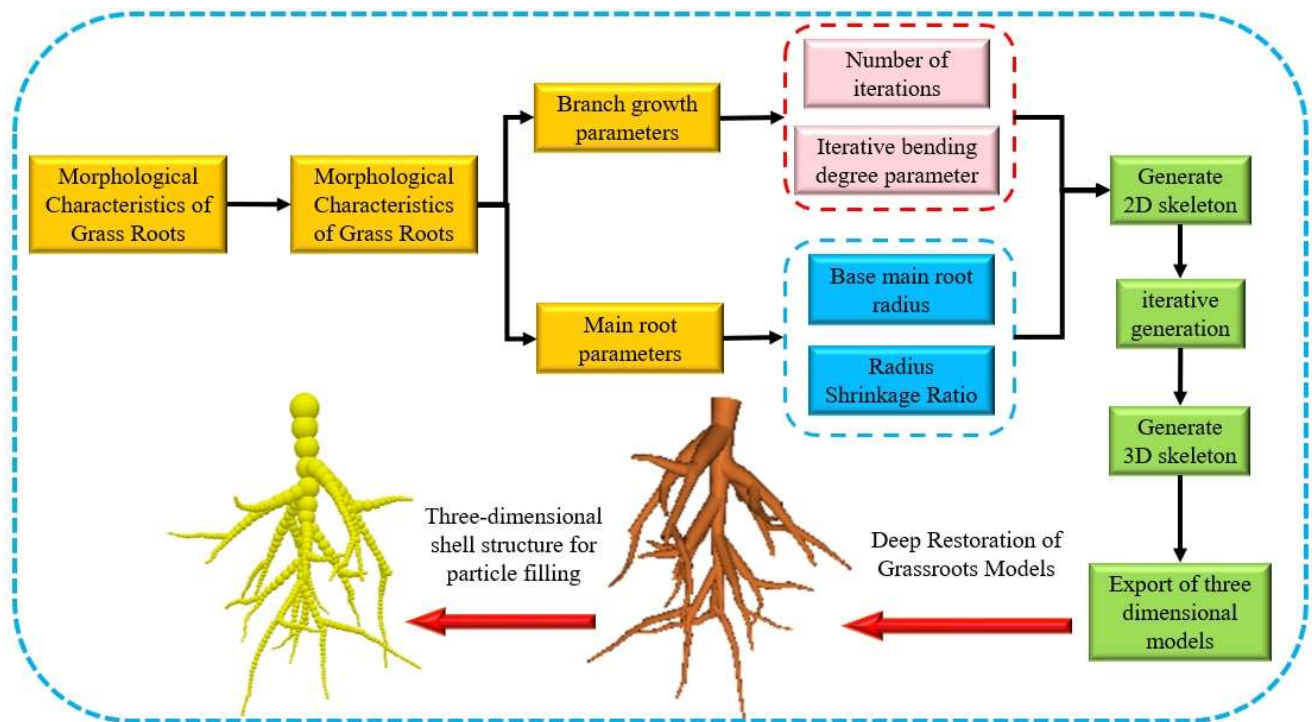 Morphological
Characteristics of
Grass Roots
Morphological
Characteristics
of Grass Roots
Branch growth
parameters
Main root
parameters
Number of
iterions
Iterative bending
degree parameter
Base main root
radius
Radius
Shrinkage Ratio
Generate
2D skeleton
iterative
generation
Generate
3D skeleton
Export of three
dimensional
models
Deep Restoration of
Grassroots Models
Three-dimensional
shell structure for
particle filling